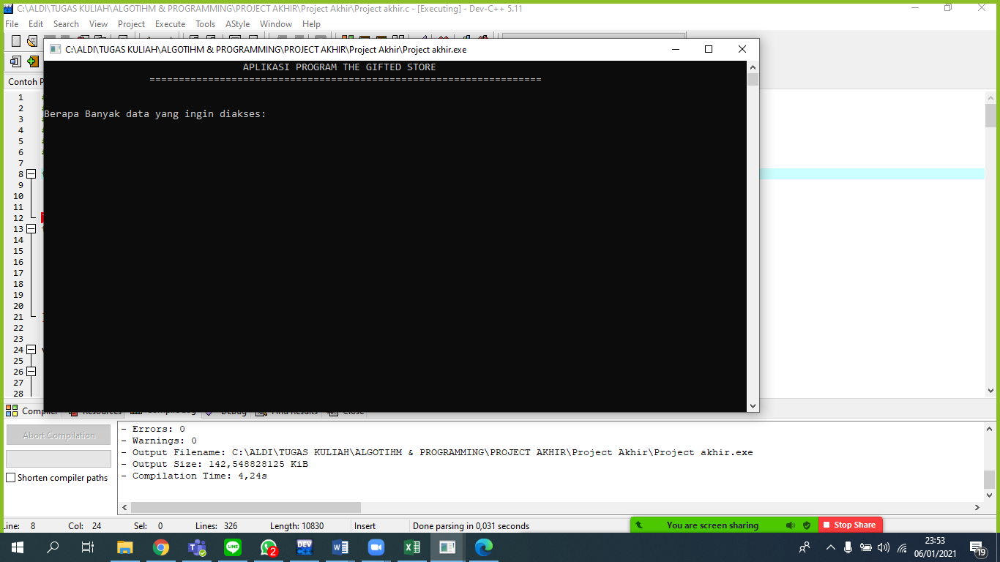 C:\ALDI\TUGAS KULIAH\ALGOTIHM & PROGRAMMING\PROJECT AKHIR\Project Akhir\Project akhir.c - [Executing] - Dev-C++ 5.11
File Edit Search View Project Execute Tools AStyle Window Help
C:\ALDI\TUGAS KULIAH\ALGOTIHM & PROGRAMMING\PROJECT AKHIR\Project Akhir\Project akhir.exe
APLIKASI PROGRAM THE GIFTED STORE
===================================================================
Contoh
1
2
Berapa Banyak data yang ingin diakses:
3
4
5
6
7
8
9
10
11
12
13
14
15
16
17
18
19
20
21
22
23
24
25
26
27
28
Compiler Resources Debug Find Results Close
Abort Compilation
Shorten compiler paths
- Errors: 0
- Warnings: 0
- Output Filename: C:\ALDI\TUGAS KULIAH\ALGOTIHM & PROGRAMMING\PROJECT AKHIR\Project Akhir\Project akhir.exe
- Output Size: 142,548828125 KiB
- Compilation Time: 4,24s
Line: 8 Col: 24 Sel: 0 Lines: 326 Length: 10830 Insert Done parsing in 0,031 seconds
You are screen sharing Stop Share
LINE 2 DEV 23:53
06/01/2021 19